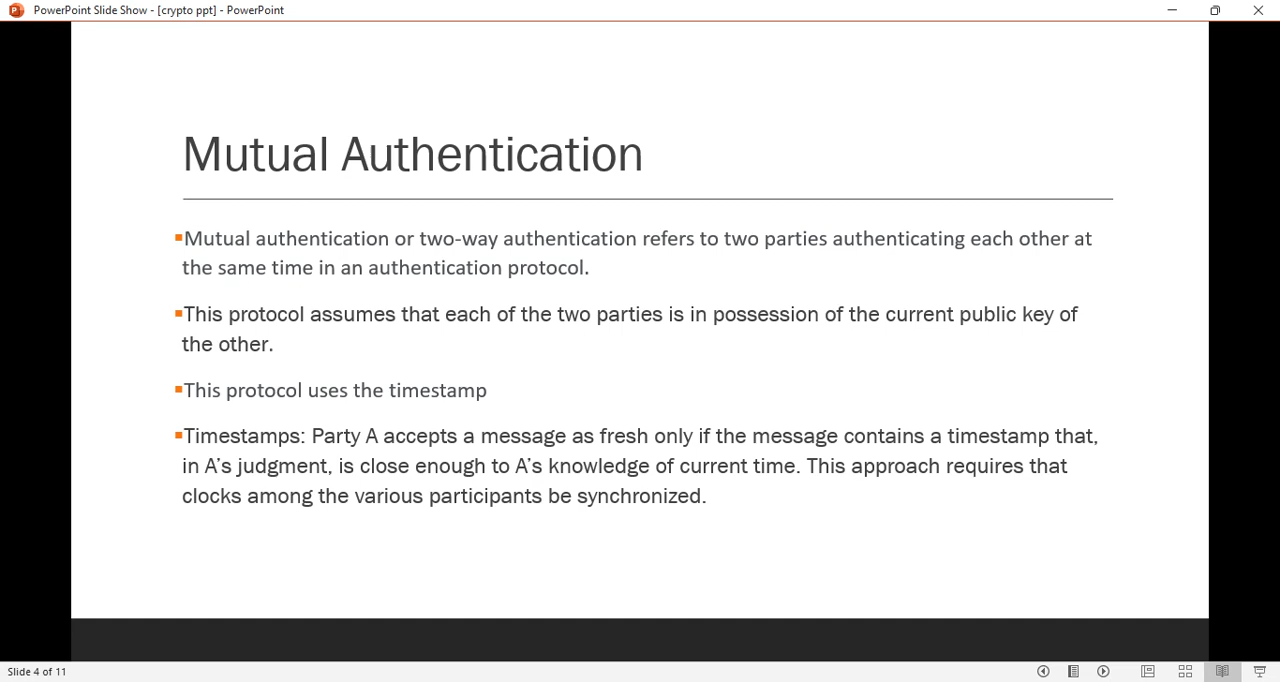 PowerPoint Slide Show - [crypto ppt] - PowerPoint
Mutual Authentication
▪Mutual authentication or two-way authentication refers to two parties authenticating each other at
the same time in an authentication protocol.
▪This protocol assumes that each of the two parties is in possession of the current public key of
the other.
▪This protocol uses the timestamp
▪Timestamps: Party A accepts a message as fresh only if the message contains a timestamp that,
in A’s judgment, is close enough to A’s knowledge of current time. This approach requires that
clocks among the various participants be synchronized.
Slide 4 of 11